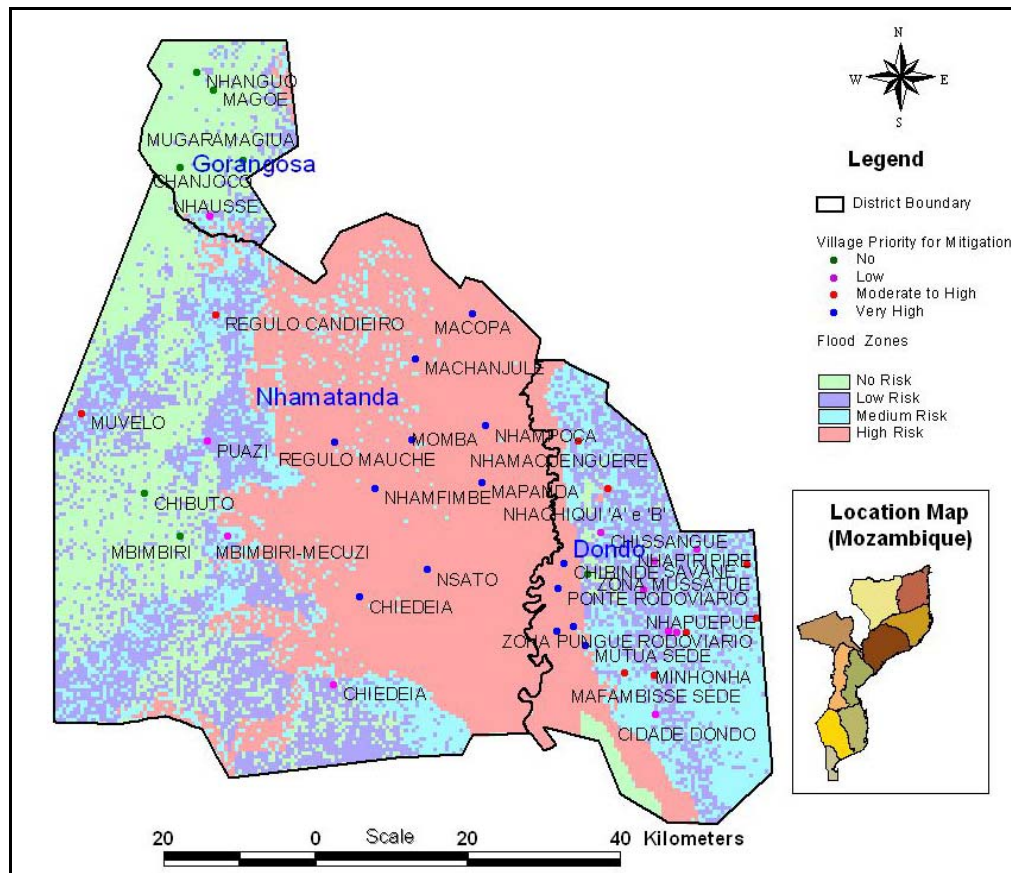 NHANGUO
MAGOE
MUGARAMAGIUA
Gorangosa
CHANJOCO
NHAUSSE
REGULO CANDIEIRO
MACOPA
MACHANJULE
Nhamatanda
MUVELO
PUAZI
MOMBA
NHAMPOCA
REGULO MAUCHE
NHAMACUENGUERE
CHIBUTO
NHAMFIMBE
MAPANDA
NHACHIQUI 'A' e 'B'
MBIMBIRI
MBIMBIRI-MECUZI
CHISSANGUE
Dondo
NHAPIRIPIRE
NSATO
CHIBINDE SAVANE
ZONA MUSSATUE
CHIEDEIA
PONTE RODOVIARIO
NHAPUEPUE
ZONA PUNGUE RODOVIARIO
MUTUA SEDE
MINHONHA
CHIEDEIA
MAFAMBISSE SEDE
CIDADE DONDO
20 0 Scale 20 40 Kilometers
N
W E
S
Legend
District Boundary
Village Priority for Mitigation
No
Low
Moderate to High
Very High
Flood Zones
No Risk
Low Risk
Medium Risk
High Risk
Location Map
(Mozambique)